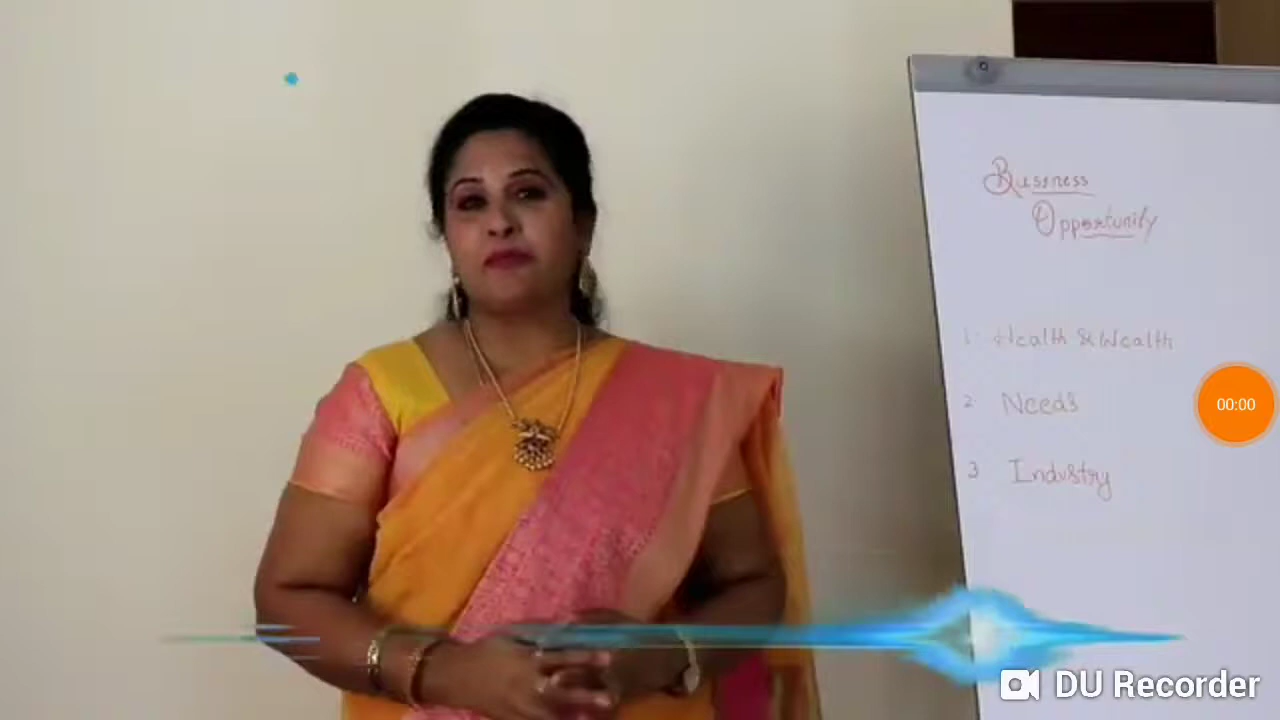 Business
Opportunity
1. Health & Wealth
2 Needs
3 Industry
00:00
DU Recorder